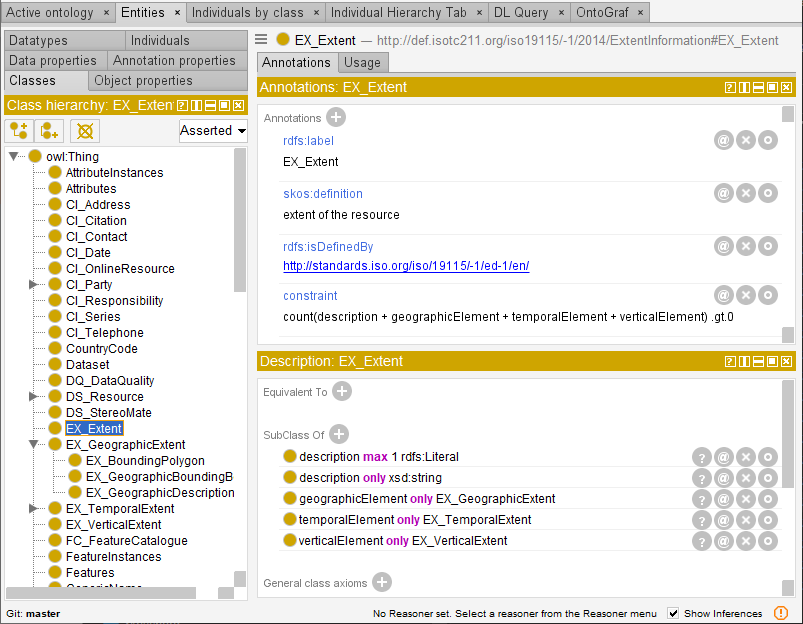 Active ontology × Entities × Individuals by class × Individual Hierarchy Tab × DL Query × OntoGraf ×
Datatypes Individuals
Data properties Annotation properties
Classes Object properties
Class hierarchy: EX_Exten
Asserted
owl:Thing
AttributeInstances
Attributes
CI_Address
CI_Citation
CI_Contact
CI_Date
CI_OnlineResource
CI_Party
CI_Responsibility
CI_Series
CI_Telephone
CountryCode
Dataset
DQ_DataQuality
DS_Resource
DS_StereoMate
EX_Extent
EX_GeographicExtent
EX_BoundingPolygon
EX_GeographicBoundingB
EX_GeographicDescription
EX_TemporalExtent
EX_VerticalExtent
FC_FeatureCatalogue
FeatureInstances
Features
GenericName
EX_Extent — http://def.isotc211.org/iso19115/-1/2014/ExtentInformation#EX_Extent
Annotations Usage
Annotations: EX_Extent
Annotations
rdfs:label
EX_Extent
skos:definition
extent of the resource
rdfs:isDefinedBy
http://standards.iso.org/iso/19115/-1/ed-1/en/
constraint
count(description + geographicElement + temporalElement + verticalElement) .gt.0
Description: EX_Extent
Equivalent To
SubClass Of
description max 1 rdfs:Literal
description only xsd:string
geographicElement only EX_GeographicExtent
temporalElement only EX_TemporalExtent
verticalElement only EX_VerticalExtent
General class axioms
Git: master
No Reasoner set. Select a reasoner from the Reasoner menu Show Inferences